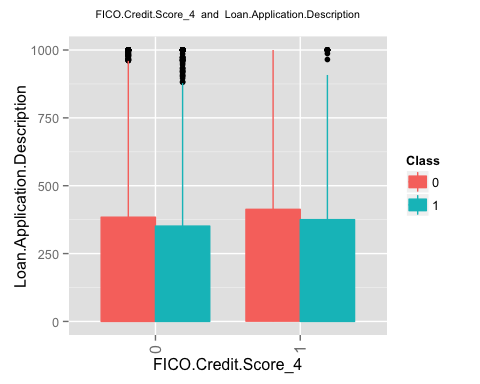 FICO.Credit.Score_4 and Loan.Application.Description
1000
750
500
250
0
Loan.Application.Description
0
1
FICO.Credit.Score_4
Class
0
1